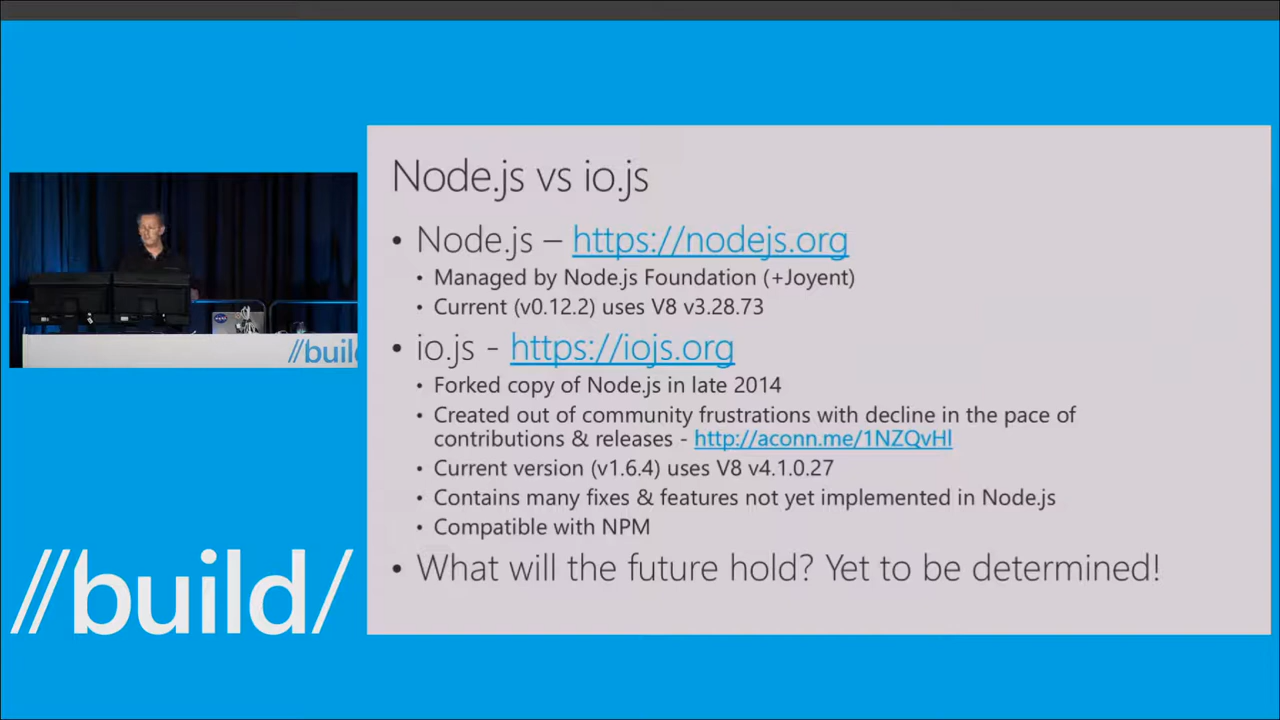 Node.js vs io.js
• Node.js – https://nodejs.org
• Managed by Node.js Foundation (+Joyent)
• Current (v0.12.2) uses V8 v3.28.73
• io.js - https://iojs.org
• Forked copy of Node.js in late 2014
• Created out of community frustrations with decline in the pace of
contributions & releases - http://aconn.me/1NZQvHl
• Current version (v1.6.4) uses V8 v4.1.0.27
• Contains many fixes & features not yet implemented in Node.js
• Compatible with NPM
• What will the future hold? Yet to be determined!
//build
//build/